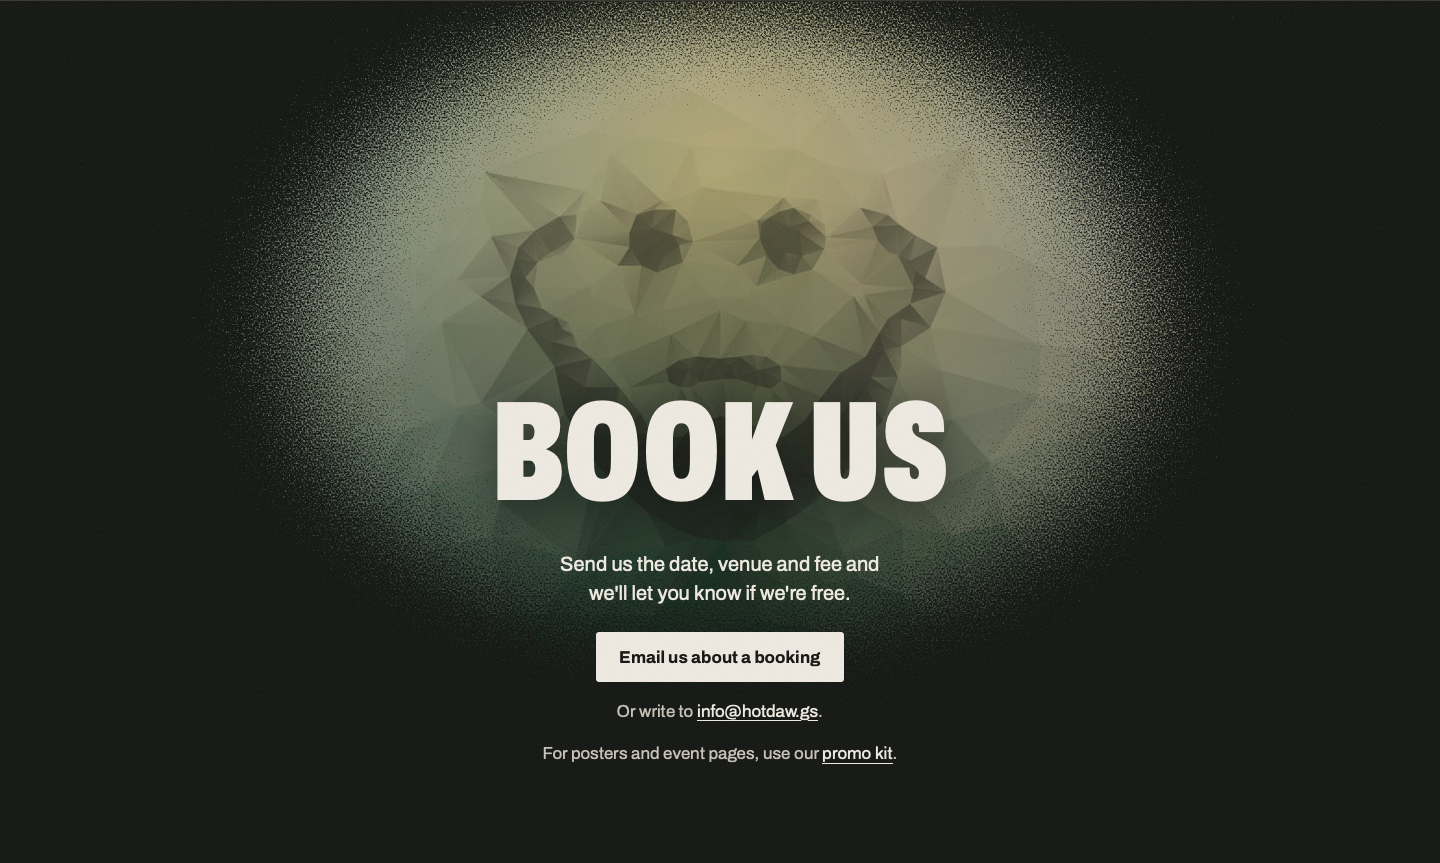 BOOK US
Send us the date, venue and fee and
we'll let you know if we're free.
Email us about a booking
Or write to info@hotdaw.gs.
For posters and event pages, use our promo kit.